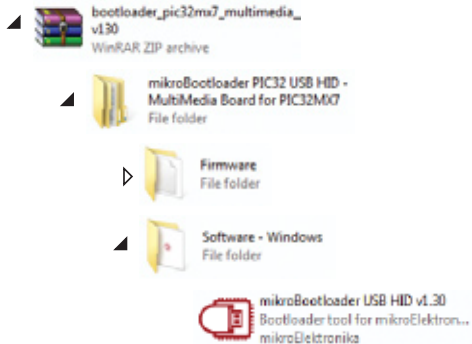 bootloader_pic32mx7_multimedia_
v130
WinRAR ZIP archive
mikroBootloader PIC32 USB HID -
MultiMedia Board for PIC32MX7
File folder
Firmware
File folder
Software - Windows
File folder
mikroBootloader USB HID v1.30
Bootloader tool for mikroElektron...
mikroElektronika